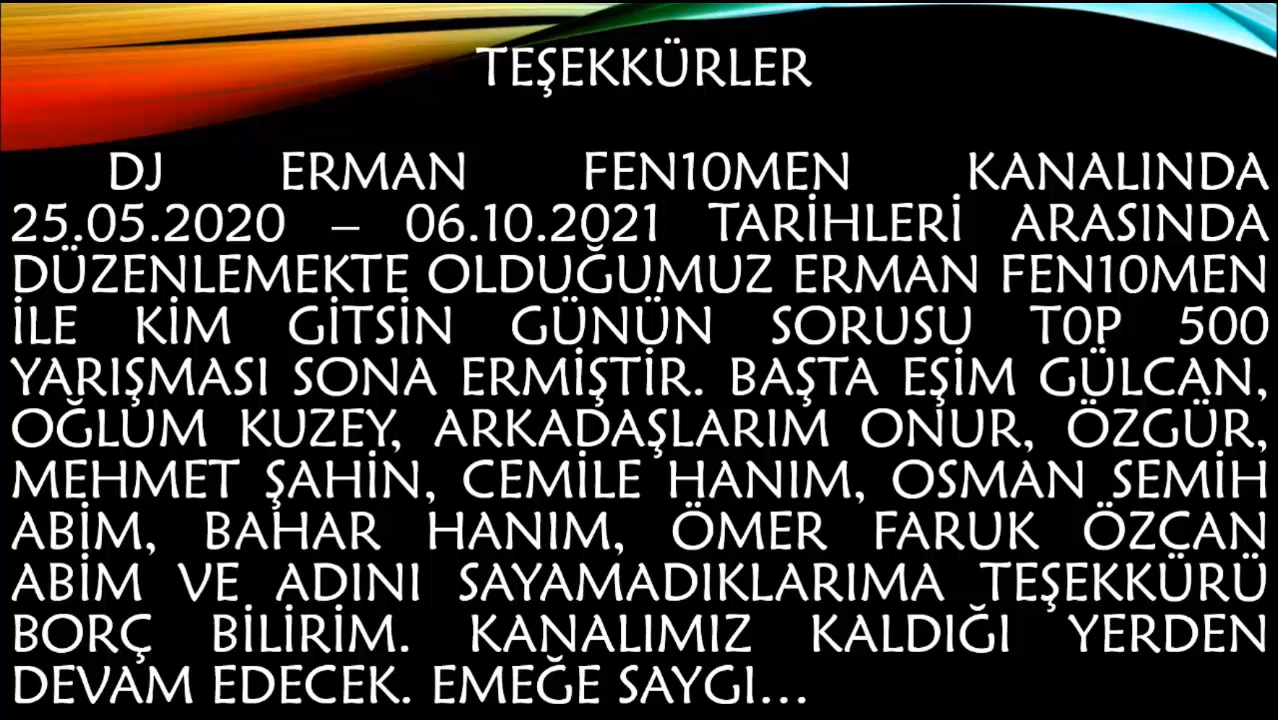 TEŞEKKÜRLER
DJ ERMAN FEN10MEN KANALINDA
25.05.2020 – 06.10.2021 TARİHLERİ ARASINDA
DÜZENLEMEKTE OLDUĞUMUZ ERMAN FEN10MEN
İLE KİM GİTSİN GÜNÜN SORUSU T0P 500
YARIŞMASI SONA ERMİŞTİR. BAŞTA EŞİM GÜLCAN,
OĞLUM KUZEY, ARKADAŞLARIM ONUR, ÖZGÜR,
MEHMET ŞAHİN, CEMİLE HANIM, OSMAN SEMİH
ABİM, BAHAR HANIM, ÖMER FARUK ÖZCAN
ABİM VE ADINI SAYAMADIKLARIMA TEŞEKKÜRÜ
BORÇ BİLİRİM. KANALIMIZ KALDIĞI YERDEN
DEVAM EDECEK. EMEĞE SAYGI...